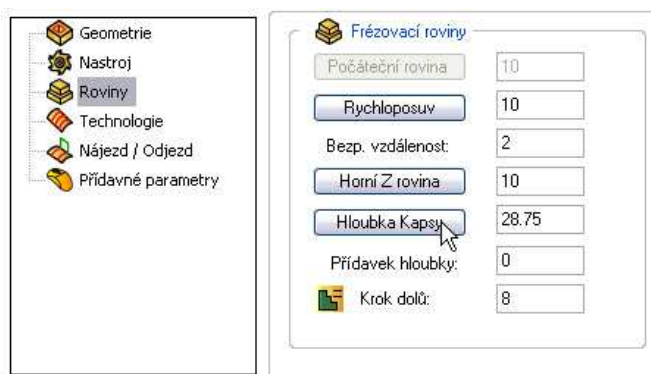 Geometrie
Nastroj
Roviny
Technologie
Nájezd / Odjezd
Přídavné parametry
Frézovací roviny
Počáteční rovina 10
Rychloposuv 10
Bezp. vzdálenost: 2
Horní Z rovina 10
Hloubka Kapsy 28.75
Přídavek hloubky: 0
Krok dolů: 8